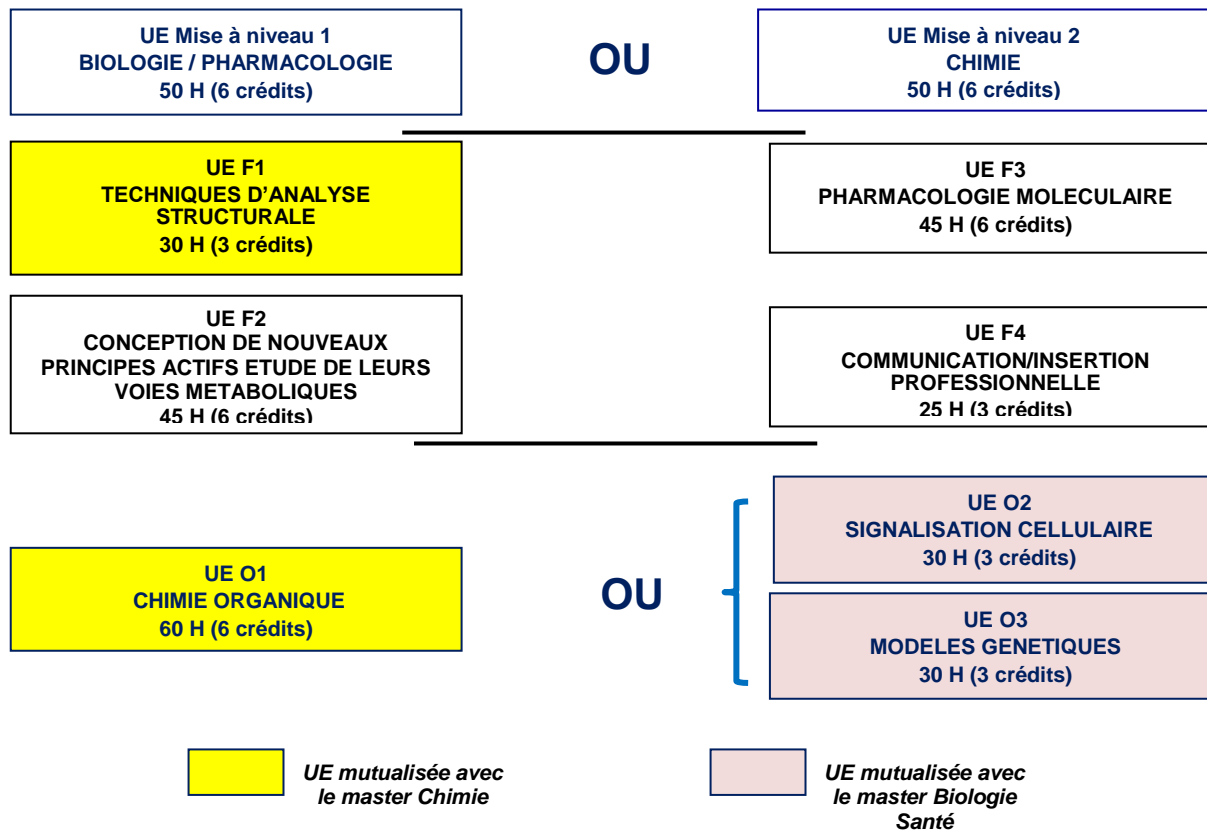 UE Mise à niveau 1
BIOLOGIE / PHARMACOLOGIE
50 H (6 crédits)
OU
UE Mise à niveau 2
CHIMIE
50 H (6 crédits)
UE F1
TECHNIQUES D'ANALYSE
STRUCTURALE
30 H (3 crédits)
UE F3
PHARMACOLOGIE MOLECULAIRE
45 H (6 crédits)
UE F2
CONCEPTION DE NOUVEAUX
PRINCIPES ACTIFS ETUDE DE LEURS
VOIES METABOLIQUES
45 H (6 crédits)
UE F4
COMMUNICATION/INSERTION
PROFESSIONNELLE
25 H (3 crédits)
UE O1
CHIMIE ORGANIQUE
60 H (6 crédits)
OU
UE O2
SIGNALISATION CELLULAIRE
30 H (3 crédits)
UE O3
MODELES GENETIQUES
30 H (3 crédits)
UE mutualisée avec
le master Chimie
UE mutualisée avec
le master Biologie
Santé